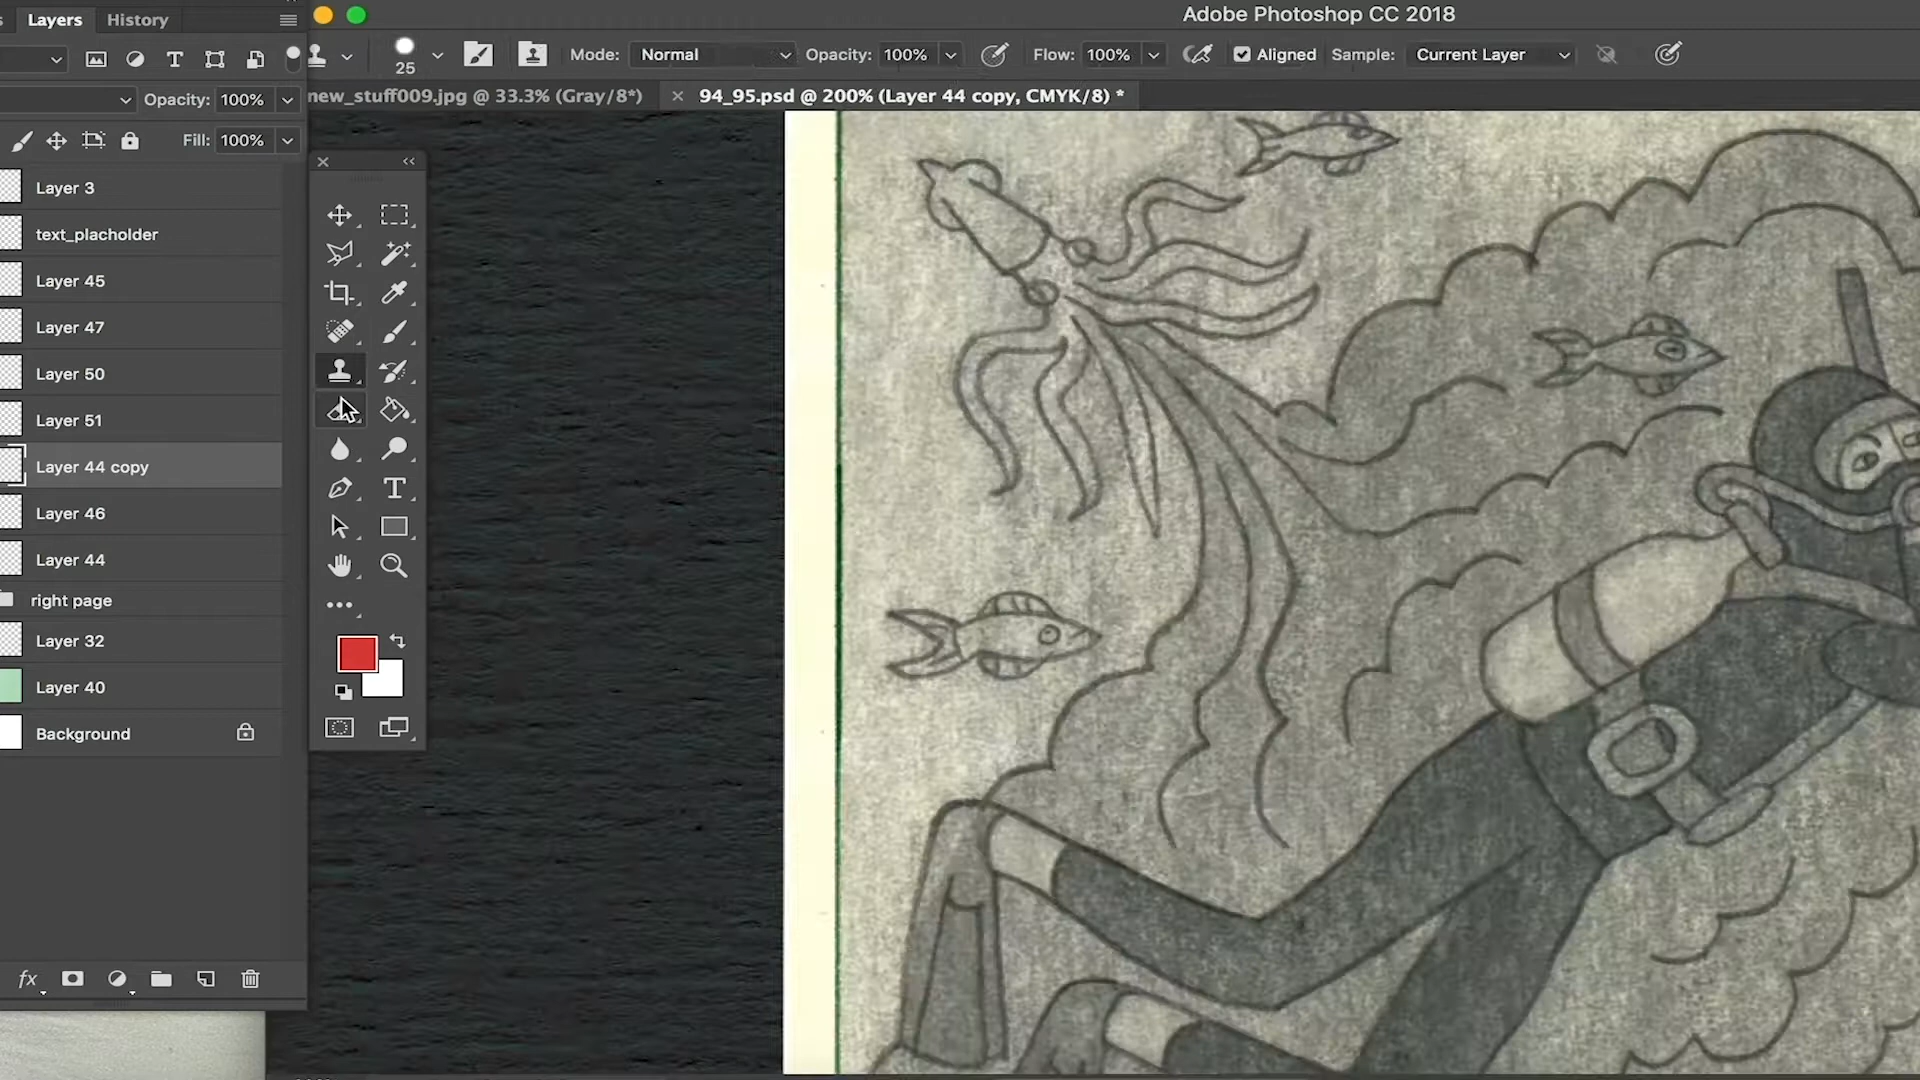 Adobe Photoshop CC 2018
Layers
History
25
Mode: Normal
Opacity: 100%
Flow: 100%
Aligned
Sample: Current Layer
new_stuff009.jpg @ 33.3% (Gray/8*)
94_95.psd @ 200% (Layer 44 copy, CMYK/8) *
Opacity: 100%
Fill: 100%
Layer 3
text_placholder
Layer 45
Layer 47
Layer 50
Layer 51
Layer 44 copy
Layer 46
Layer 44
right page
Layer 32
Layer 40
Background
fx